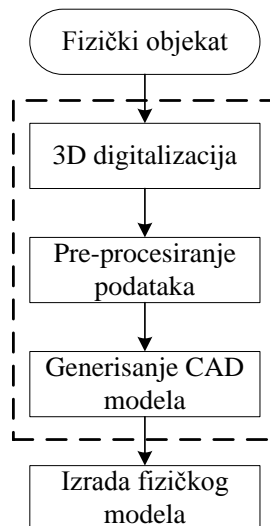 Fizički objekat
3D digitalizacija
Pre-procesiranje
podataka
Generisanje CAD
modela
Izrada fizičkog
modela